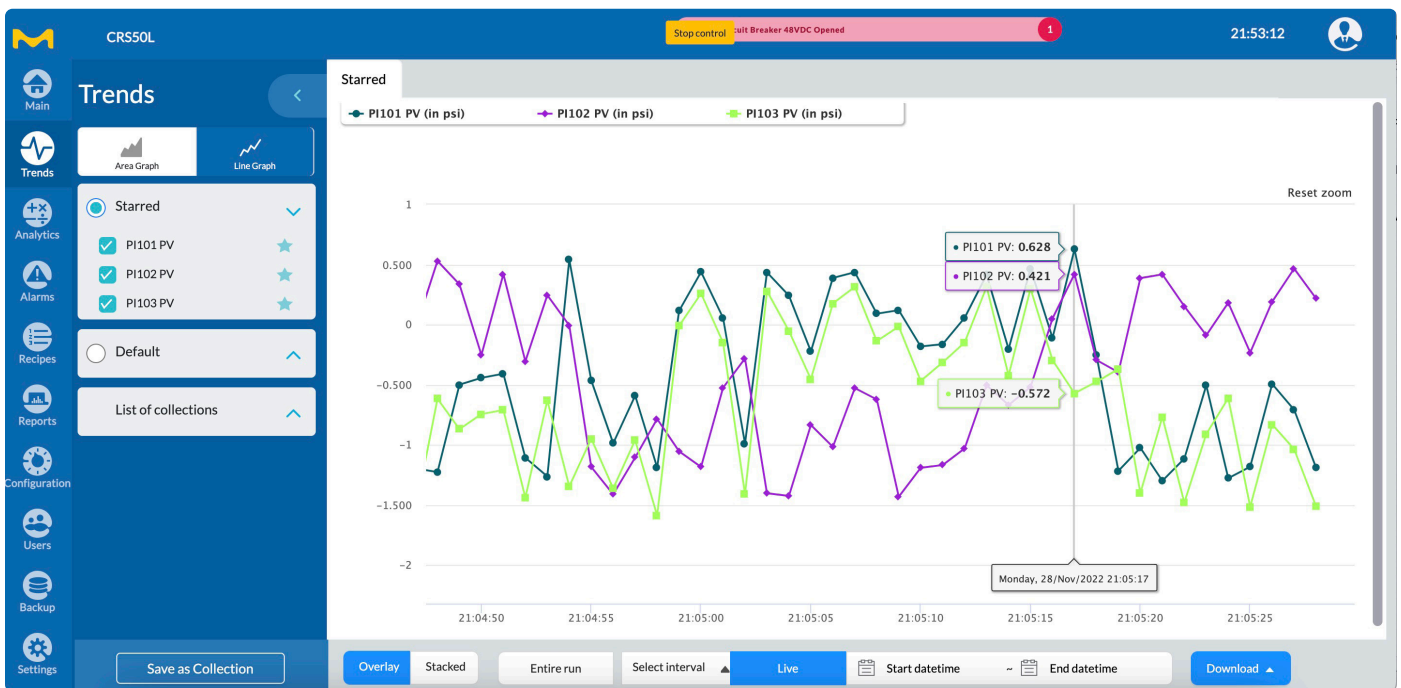 CRS50L
Stop control
cuit Breaker 48VDC Opened
1
21:53:12
Main
Trends
Analytics
Alarms
Recipes
Reports
Configuration
Users
Backup
Settings
Trends
Area Graph
Line Graph
Starred
PI101 PV
PI102 PV
PI103 PV
Default
List of collections
Save as Collection
Starred
PI101 PV (in psi) PI102 PV (in psi) PI103 PV (in psi)
Reset zoom
1
0.500
0
-0.500
-1
-1.500
-2
PI101 PV: 0.628
PI102 PV: 0.421
PI103 PV: -0.572
Monday, 28/Nov/2022 21:05:17
21:04:50 21:04:55 21:05:00 21:05:05 21:05:10 21:05:15 21:05:20 21:05:25
Overlay Stacked Entire run Select interval Live Start datetime ~ End datetime Download